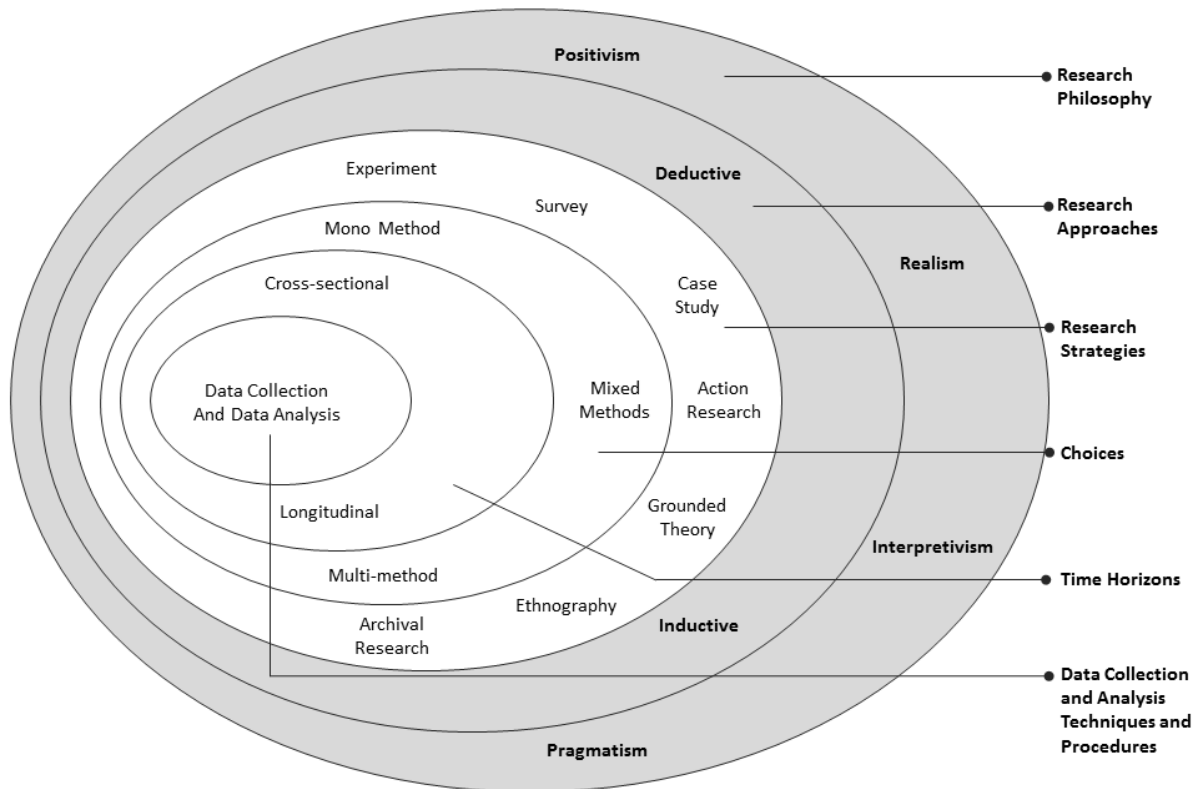 Positivism
Research
Philosophy
Experiment
Deductive
Survey
Research
Approaches
Mono Method
Realism
Cross-sectional
Case
Study
Research
Strategies
Data Collection
And Data Analysis
Mixed
Methods
Action
Research
Choices
Longitudinal
Grounded
Theory
Interpretivism
Multi-method
Time Horizons
Ethnography
Archival
Research
Inductive
Data Collection
and Analysis
Techniques and
Procedures
Pragmatism